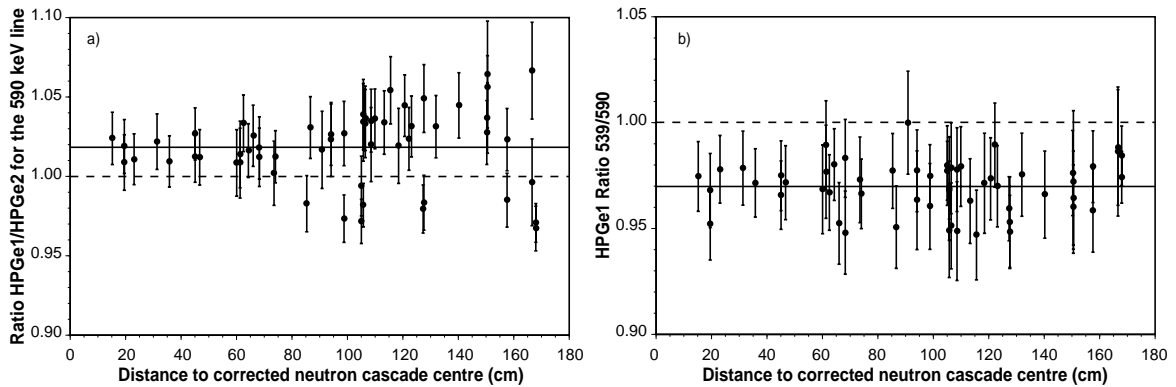 a)
Ratio HPGe1/HPGe2 for the 590 keV line
1.10
1.05
1.00
0.95
0.90
0 20 40 60 80 100 120 140 160 180
Distance to corrected neutron cascade centre (cm)
b)
HPGe1 Ratio 539/590
1.05
1.00
0.95
0.90
0 20 40 60 80 100 120 140 160 180
Distance to corrected neutron cascade centre (cm)